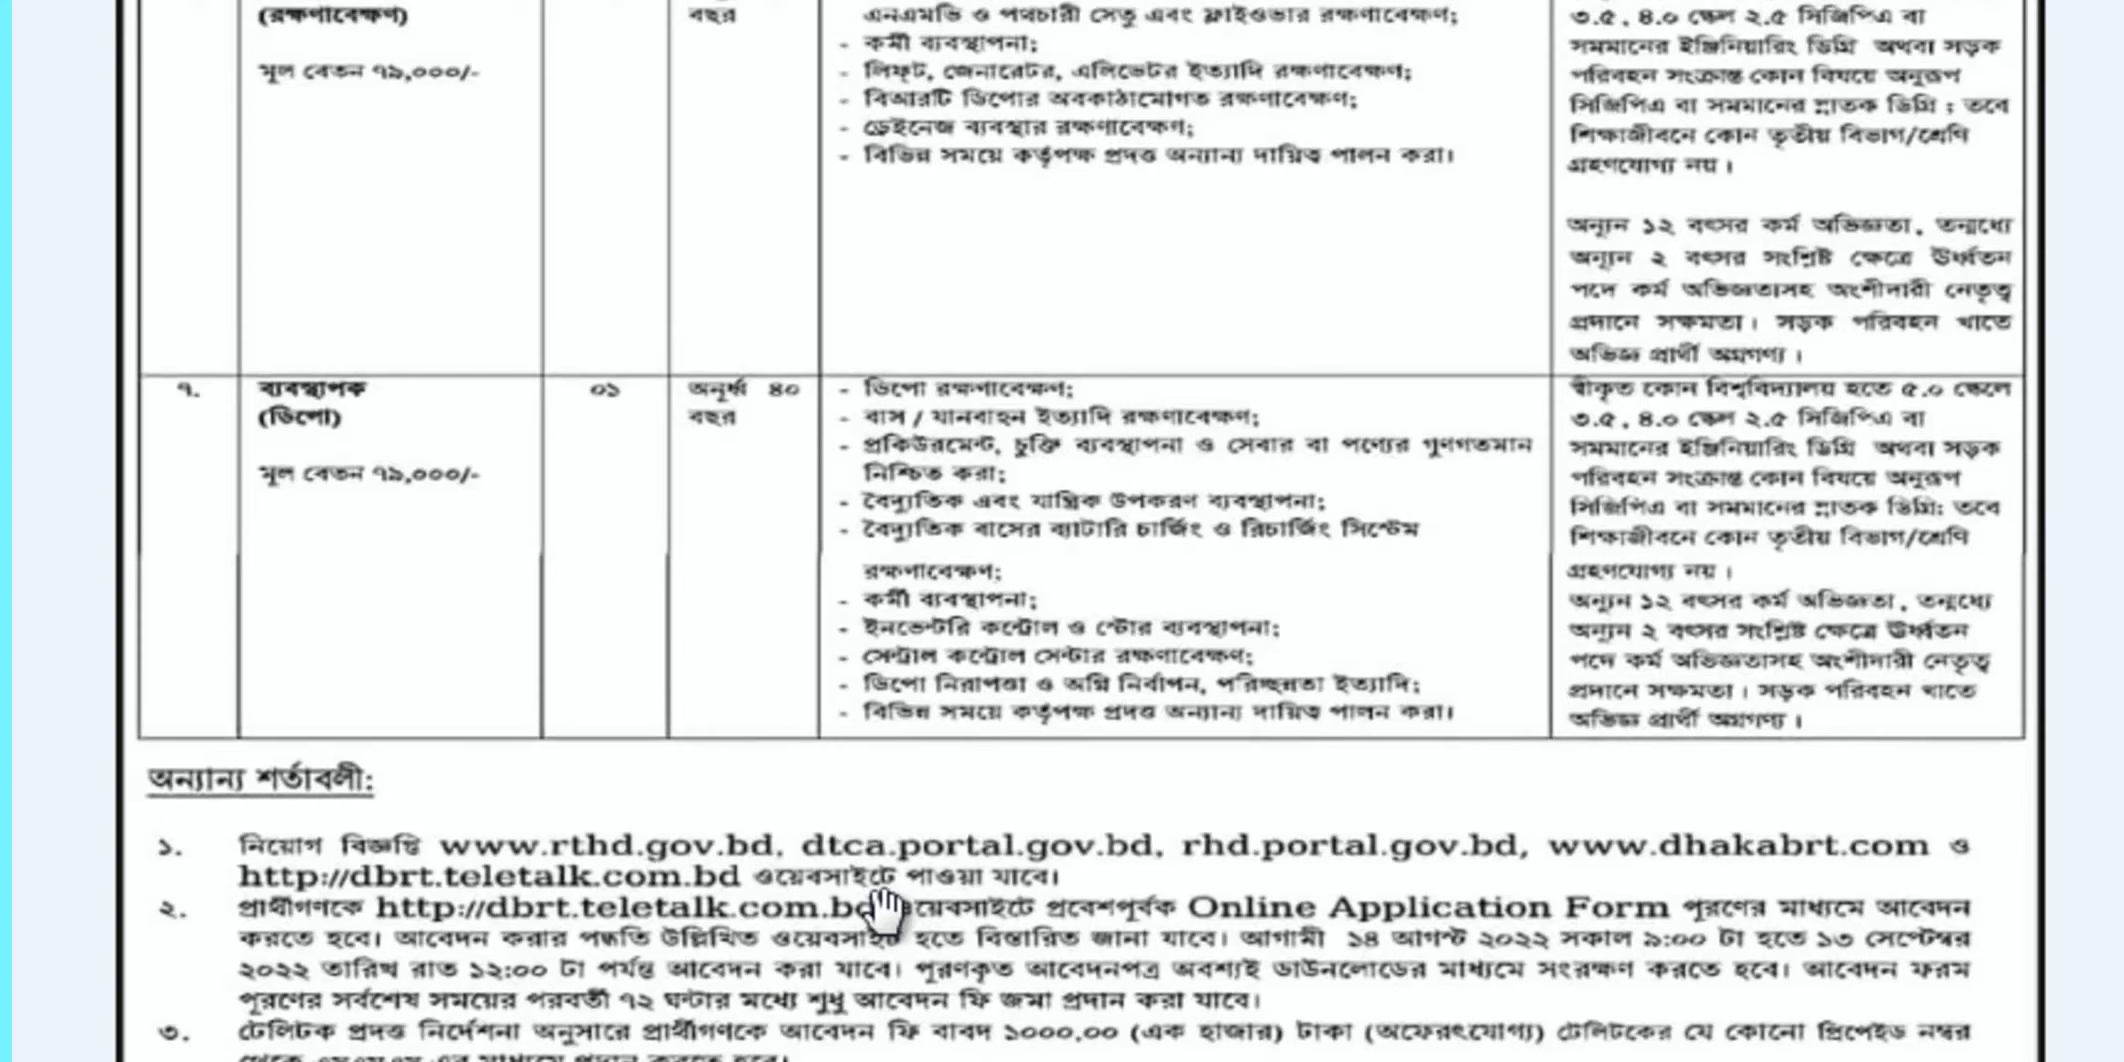 (রক্ষণাবেক্ষণ)
মূল বেতন ৭৯,০০০/-
বছর
এনএমভি ও পথচারী সেতু এবং ফ্লাইওভার রক্ষণাবেক্ষণ;
- কর্মী ব্যবস্থাপনা;
- লিফ্‌ট, জেনারেটর, এলিভেটর ইত্যাদি রক্ষণাবেক্ষণ;
- বিআরটি ডিপোর অবকাঠামোগত রক্ষণাবেক্ষণ;
- ড্রেইনেজ ব্যবস্থার রক্ষণাবেক্ষণ;
- বিভিন্ন সময়ে কর্তৃপক্ষ প্রদত্ত অন্যান্য দায়িত্ব পালন করা।
৩.৫, ৪.০ স্কেল ২.৫ সিজিপিএ বা
সমমানের ইঞ্জিনিয়ারিং ডিগ্রি অথবা সড়ক
পরিবহন সংক্রান্ত কোন বিষয়ে অনুরূপ
সিজিপিএ বা সমমানের স্নাতক ডিগ্রি ; তবে
শিক্ষাজীবনে কোন তৃতীয় বিভাগ/শ্রেণি
গ্রহণযোগ্য নয় ।
অন্যূন ১২ বৎসর কর্ম অভিজ্ঞতা, তন্মধ্যে
অন্যূন ২ বৎসর সংশ্লিষ্ট ক্ষেত্রে ঊর্ধ্বতন
পদে কর্ম অভিজ্ঞতাসহ অংশীদারী নেতৃত্ব
প্রদানে সক্ষমতা। সড়ক পরিবহন খাতে
অভিজ্ঞ প্রার্থী অগ্রগণ্য ।
৭.
ব্যবস্থাপক
(ডিপো)
মূল বেতন ৭৯,০০০/-
০১
অনূর্ধ্ব ৪০
বছর
- ডিপো রক্ষণাবেক্ষণ;
- বাস / যানবাহন ইত্যাদি রক্ষণাবেক্ষণ;
- প্রকিউরমেন্ট, চুক্তি ব্যবস্থাপনা ও সেবার বা পণ্যের গুণগতমান
নিশ্চিত করা;
- বৈদ্যুতিক এবং যান্ত্রিক উপকরণ ব্যবস্থাপনা;
- বৈদ্যুতিক বাসের ব্যাটারি চার্জিং ও রিচার্জিং সিস্টেম
রক্ষণাবেক্ষণ;
- কর্মী ব্যবস্থাপনা;
- ইনভেন্টরি কন্ট্রোল ও স্টোর ব্যবস্থাপনা;
- সেন্ট্রাল কন্ট্রোল সেন্টার রক্ষণাবেক্ষণ;
- ডিপো নিরাপত্তা ও অগ্নি নির্বাপন, পরিচ্ছন্নতা ইত্যাদি;
- বিভিন্ন সময়ে কর্তৃপক্ষ প্রদত্ত অন্যান্য দায়িত্ব পালন করা।
স্বীকৃত কোন বিশ্ববিদ্যালয় হতে ৫.০ স্কেলে
৩.৫, ৪.০ স্কেল ২.৫ সিজিপিএ বা
সমমানের ইঞ্জিনিয়ারিং ডিগ্রি অথবা সড়ক
পরিবহন সংক্রান্ত কোন বিষয়ে অনুরূপ
সিজিপিএ বা সমমানের স্নাতক ডিগ্রি; তবে
শিক্ষাজীবনে কোন তৃতীয় বিভাগ/শ্রেণি
গ্রহণযোগ্য নয় ।
অন্যূন ১২ বৎসর কর্ম অভিজ্ঞতা, তন্মধ্যে
অন্যূন ২ বৎসর সংশ্লিষ্ট ক্ষেত্রে ঊর্ধ্বতন
পদে কর্ম অভিজ্ঞতাসহ অংশীদারী নেতৃত্ব
প্রদানে সক্ষমতা । সড়ক পরিবহন খাতে
অভিজ্ঞ প্রার্থী অগ্রগণ্য ।
অন্যান্য শর্তাবলী:
১. নিয়োগ বিজ্ঞপ্তি www.rthd.gov.bd, dtca.portal.gov.bd, rhd.portal.gov.bd, www.dhakabrt.com ও
http://dbrt.teletalk.com.bd ওয়েবসাইটে পাওয়া যাবে।
২. প্রার্থীগণকে http://dbrt.teletalk.com.bd ওয়েবসাইটে প্রবেশপূর্বক Online Application Form পূরণের মাধ্যমে আবেদন
করতে হবে। আবেদন করার পদ্ধতি উল্লিখিত ওয়েবসাইট হতে বিস্তারিত জানা যাবে। আগামী ১৪ আগস্ট ২০২২ সকাল ৯:০০ টা হতে ১৩ সেপ্টেম্বর
২০২২ তারিখ রাত ১২:০০ টা পর্যন্ত আবেদন করা যাবে। পূরণকৃত আবেদনপত্র অবশ্যই ডাউনলোডের মাধ্যমে সংরক্ষণ করতে হবে। আবেদন ফরম
পূরণের সর্বশেষ সময়ের পরবর্তী ৭২ ঘন্টার মধ্যে শুধু আবেদন ফি জমা প্রদান করা যাবে।
৩. টেলিটক প্রদত্ত নির্দেশনা অনুসারে প্রার্থীগণকে আবেদন ফি বাবদ ১০০০,০০ (এক হাজার) টাকা (অফেরৎযোগ্য) টেলিটকের যে কোনো প্রিপেইড নম্বর